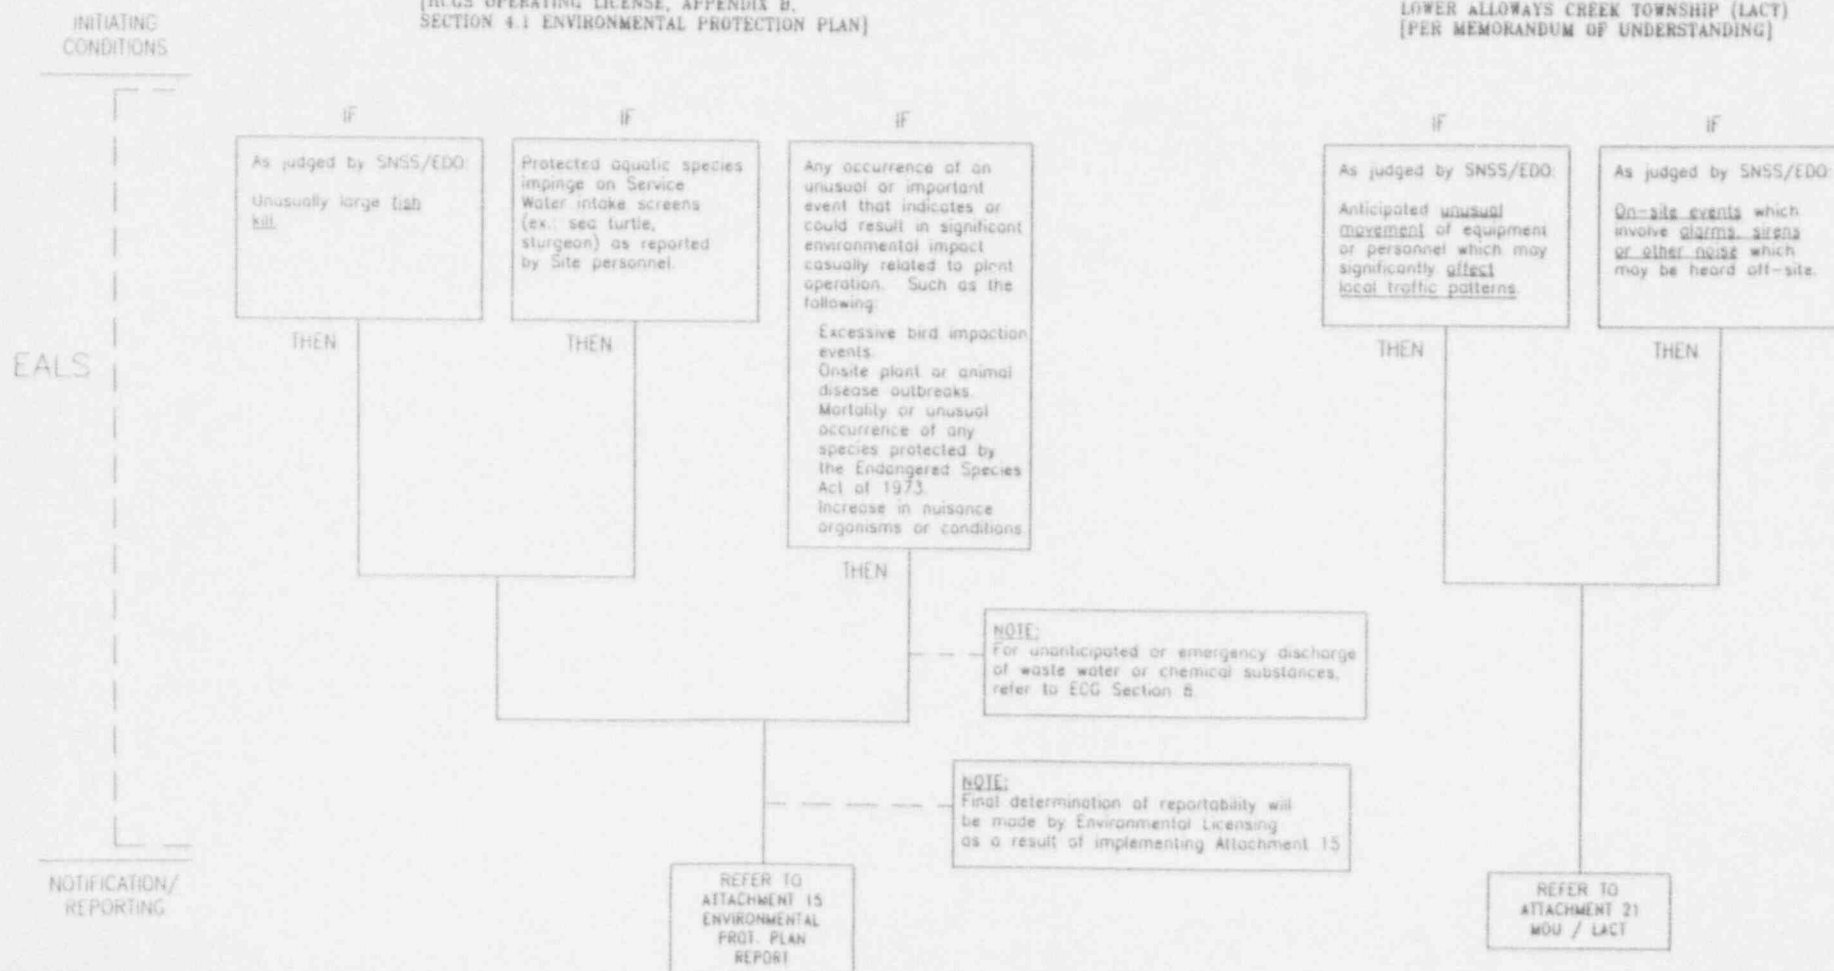 INITIATING
CONDITIONS
[HCGS OPERATING LICENSE, APPENDIX B,
SECTION 4.1 ENVIRONMENTAL PROTECTION PLAN]
LOWER ALLOWAYS CREEK TOWNSHIP (LACT)
[PER MEMORANDUM OF UNDERSTANDING]
EALS
IF
As judged by SNSS/EDO:
Unusually large fish
kill.
THEN
IF
Protected aquatic species
impinge on Service
Water intake screens
(ex.: sea turtle,
sturgeon) as reported
by Site personnel.
THEN
IF
Any occurrence of an
unusual or important
event that indicates or
could result in significant
environmental impact
casually related to plant
operation. Such as the
following:
Excessive bird impaction
events.
Onsite plant or animal
disease outbreaks.
Mortality or unusual
occurrence of any
species protected by
the Endangered Species
Act of 1973.
Increase in nuisance
organisms or conditions.
THEN
IF
As judged by SNSS/EDO:
Anticipated unusual
movement of equipment
or personnel which may
significantly affect
local traffic patterns.
THEN
IF
As judged by SNSS/EDO:
On-site events which
involve alarms, sirens
or other noise which
may be heard off-site.
THEN
NOTE:
For unanticipated or emergency discharge
of waste water or chemical substances,
refer to ECG Section 8.
NOTE:
Final determination of reportability will
be made by Environmental Licensing
as a result of implementing Attachment 15
NOTIFICATION/
REPORTING
REFER TO
ATTACHMENT 15
ENVIRONMENTAL
PROT. PLAN
REPORT
REFER TO
ATTACHMENT 21
MOU / LACT